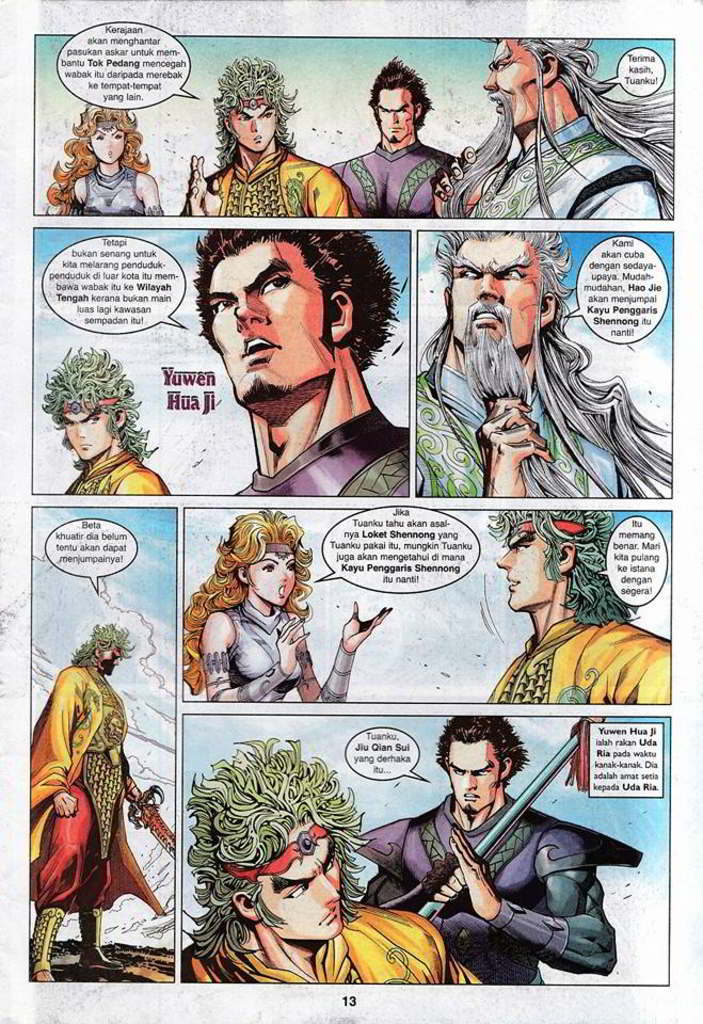 Kerajaan
akan menghantar
pasukan askar untuk mem-
bantu Tok Pedang mencegah
wabak itu daripada merebak
ke tempat-tempat
yang lain.
Terima
kasih,
Tuanku!
Tetapi
bukan senang untuk
kita melarang penduduk-
penduduk di luar kota itu mem-
bawa wabak itu ke Wilayah
Tengah kerana bukan main
luas lagi kawasan
sempadan itu!
Yuwen
Hua Ji
Kami
akan cuba
dengan sedaya-
upaya. Mudah-
mudahan, Hao Jie
akan menjumpai
Kayu Penggaris
Shennong itu
nanti!
Beta
khuatir dia belum
tentu akan dapat
menjumpainya!
Jika
Tuanku tahu akan asal-
nya Loket Shennong yang
Tuanku pakai itu, mungkin Tuanku
juga akan mengetahui di mana
Kayu Penggaris Shennong
itu nanti!
Itu
memang
benar. Mari
kita pulang
ke istana
dengan
segera!
Tuanku,
Jiu Qian Sui
yang derhaka
itu...
Yuwen Hua Ji
ialah rakan Uda
Ria pada waktu
kanak-kanak. Dia
adalah amat setia
kepada Uda Ria.
13